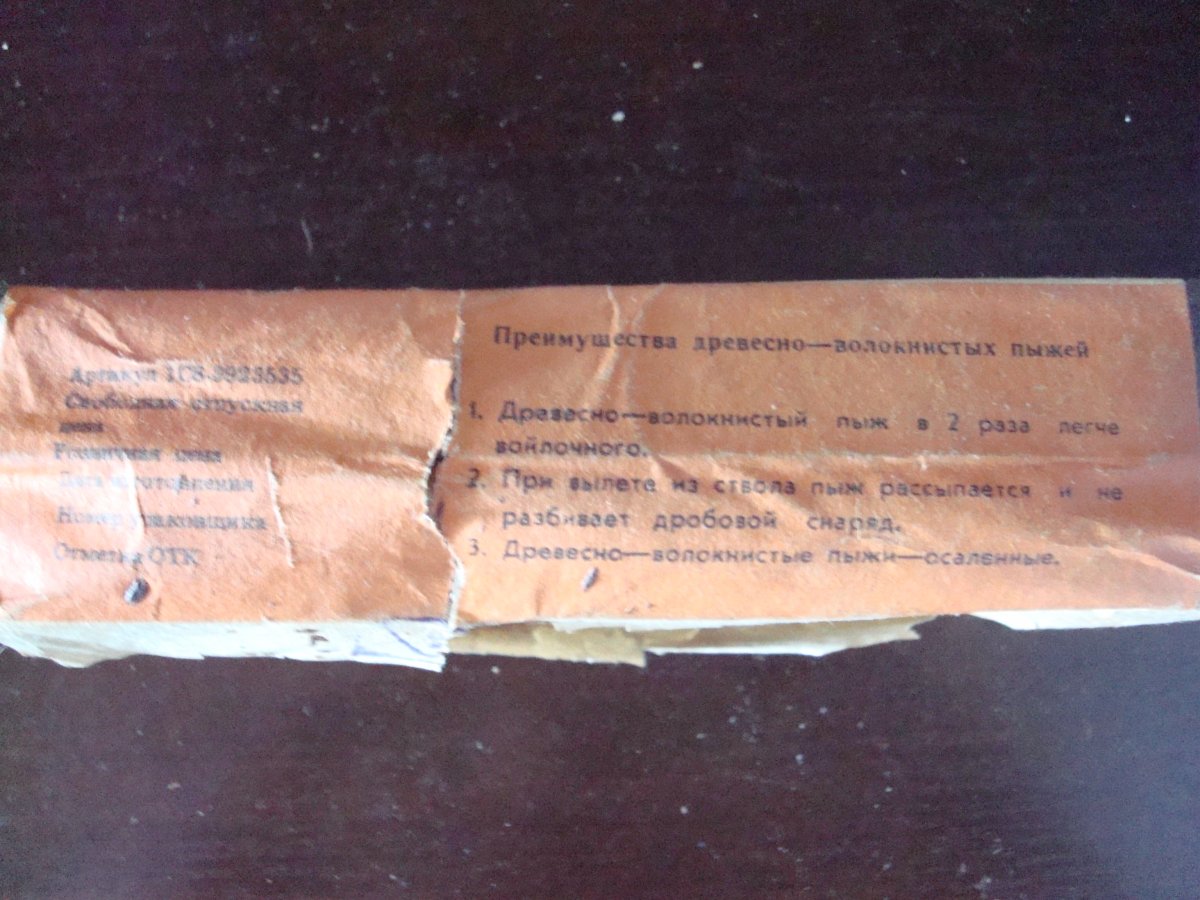 Артикул 1СВ-3923535
Свободная отпускная
цена
Розничная цена
Дата изготовления
Номер упаковщика
Отметка ОТК
Преимущества древесно—волокнистых пыжей
1. Древесно—волокнистый пыж в 2 раза легче
войлочного.
2. При вылете из ствола пыж рассыпается и не
разбивает дробовой снаряд.
3. Древесно—волокнистые пыжи—осаленные.